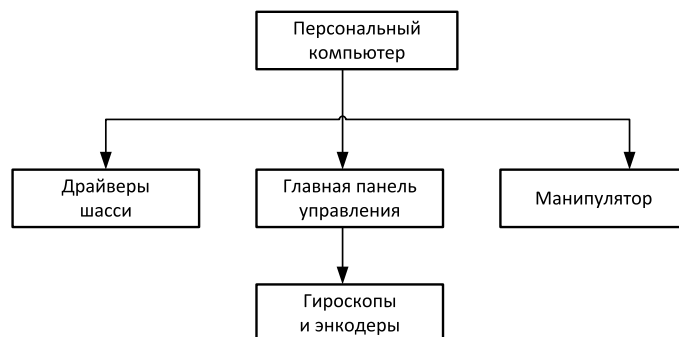 Персональный
компьютер
Драйверы
шасси
Главная панель
управления
Манипулятор
Гироскопы
и энкодеры